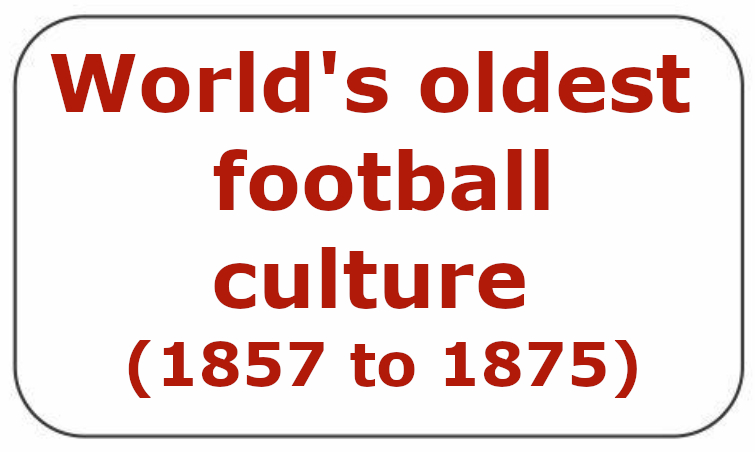 World's oldest
football
culture
(1857 to 1875)